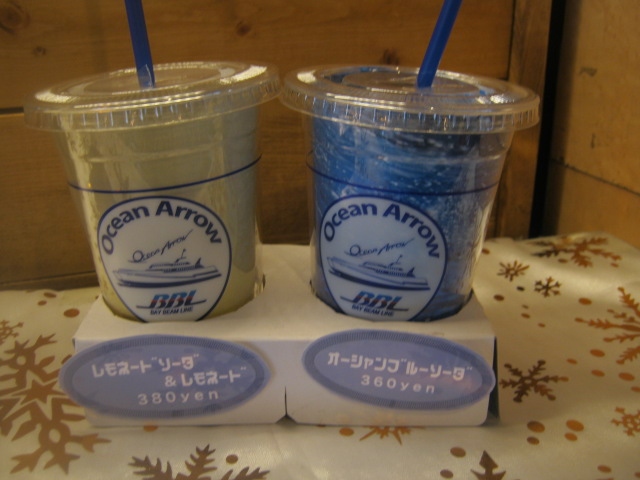 Ocean Arrow
Ocean Arrow
BBL
BAY BEAM LINE
Ocean Arrow
Ocean Arrow
BBL
BAY BEAM LINE
レモネードソーダ
&レモネード
380yen
オーシャンブルーソーダ
360yen